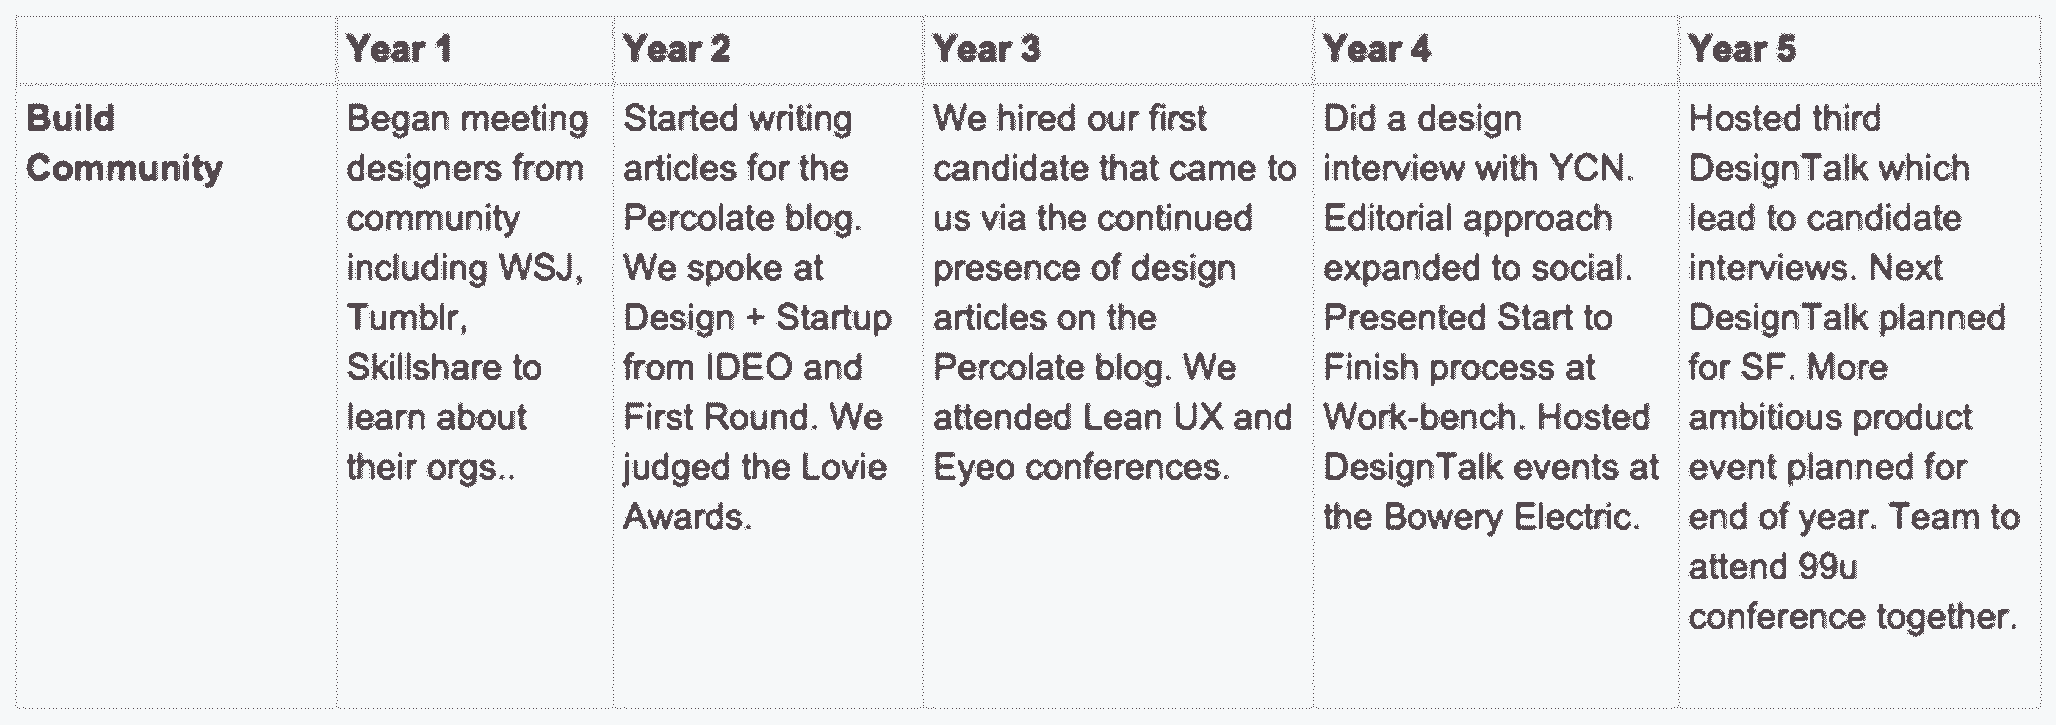 Year 1
Year 2
Year 3
Year 4
Year 5
Build
Community
Began meeting
designers from
community
including WSJ,
Tumblr,
Skillshare to
learn about
their orgs..
Started writing
articles for the
Percolate blog.
We spoke at
Design + Startup
from IDEO and
First Round. We
judged the Lovie
Awards.
We hired our first
candidate that came to
us via the continued
presence of design
articles on the
Percolate blog. We
attended Lean UX and
Eyeo conferences.
Did a design
interview with YCN.
Editorial approach
expanded to social.
Presented Start to
Finish process at
Work-bench. Hosted
DesignTalk events at
the Bowery Electric.
Hosted third
DesignTalk which
lead to candidate
interviews. Next
DesignTalk planned
for SF. More
ambitious product
event planned for
end of year. Team to
attend 99u
conference together.